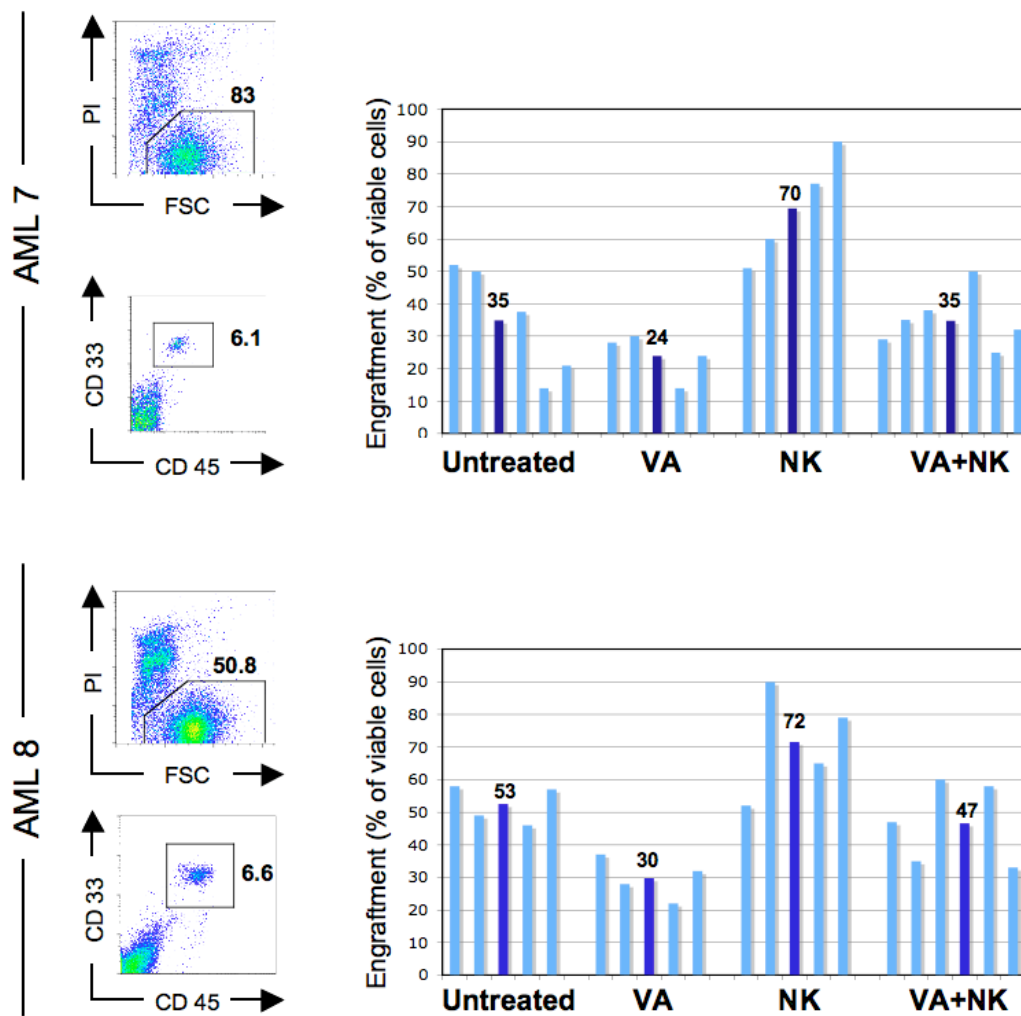 AML 7
PI
83
FSC
CD 33
6.1
CD 45
Engraftment (% of viable cells)
100
90
80
70
60
50
40
30
20
10
0
35
24
70
35
Untreated VA NK VA+NK
AML 8
PI
50.8
FSC
CD 33
6.6
CD 45
Engraftment (% of viable cells)
100
90
80
70
60
50
40
30
20
10
0
53
30
72
47
Untreated VA NK VA+NK